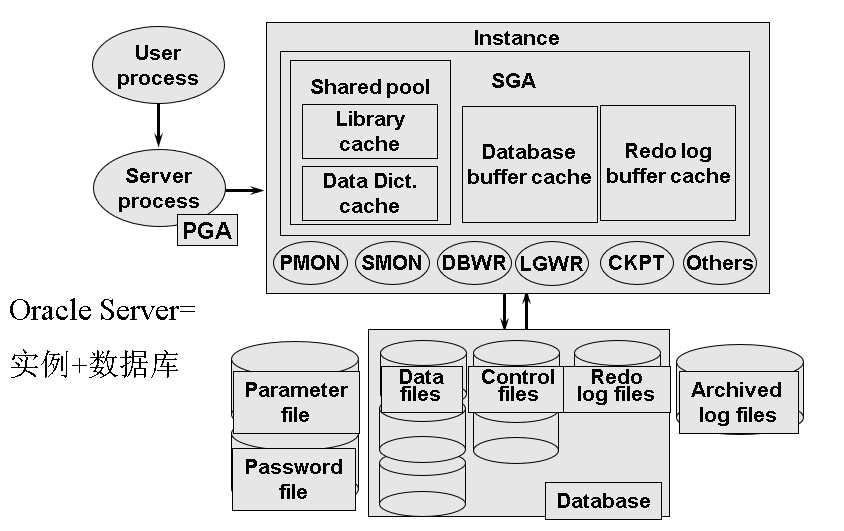 User
process
Server
process
PGA
Instance
SGA
Shared pool
Library
cache
Data Dict.
cache
Database
buffer cache
Redo log
buffer cache
PMON
SMON
DBWR
LGWR
CKPT
Others
Oracle Server=
实例+数据库
Parameter
file
Password
file
Data
files
Control
files
Redo
log files
Database
Archived
log files